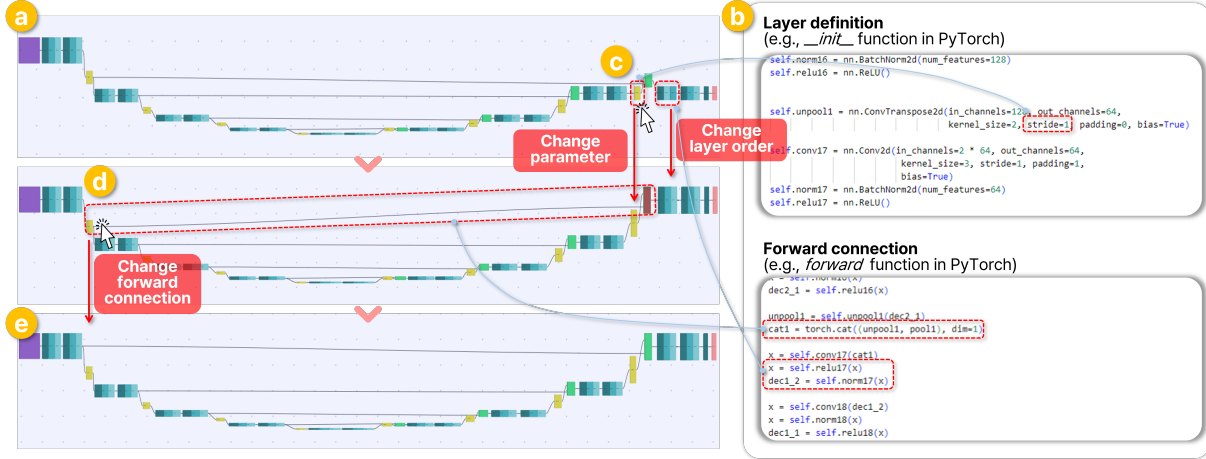 a
b
c
Change
parameter
Change
layer order
d
Change
forward
connection
e
Layer definition
(e.g., __init__ function in PyTorch)
self.norm16 = nn.BatchNorm2d(num_features=128)
self.relu16 = nn.ReLU()
self.unpool1 = nn.ConvTranspose2d(in_channels=128, out_channels=64,
kernel_size=2, stride=1, padding=0, bias=True)
self.conv17 = nn.Conv2d(in_channels=2 * 64, out_channels=64,
kernel_size=3, stride=1, padding=1,
bias=True)
self.norm17 = nn.BatchNorm2d(num_features=64)
self.relu17 = nn.ReLU()
Forward connection
(e.g., forward function in PyTorch)
x = self.norm16(x)
dec2_1 = self.relu16(x)
unpool1 = self.unpool1(dec2_1)
cat1 = torch.cat((unpool1, pool1), dim=1)
x = self.conv17(cat1)
x = self.relu17(x)
dec1_2 = self.norm17(x)
x = self.conv18(dec1_2)
x = self.norm18(x)
dec1_1 = self.relu18(x)